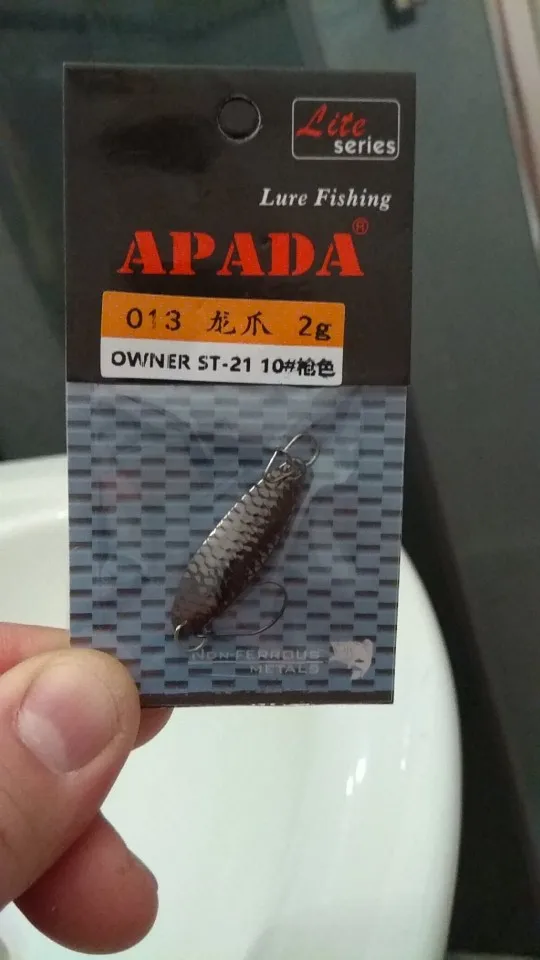 Lite
series
Lure Fishing
APADA®
013 龙爪 2g
OWNER ST-21 10#枪色
NON-FERROUS
METALS